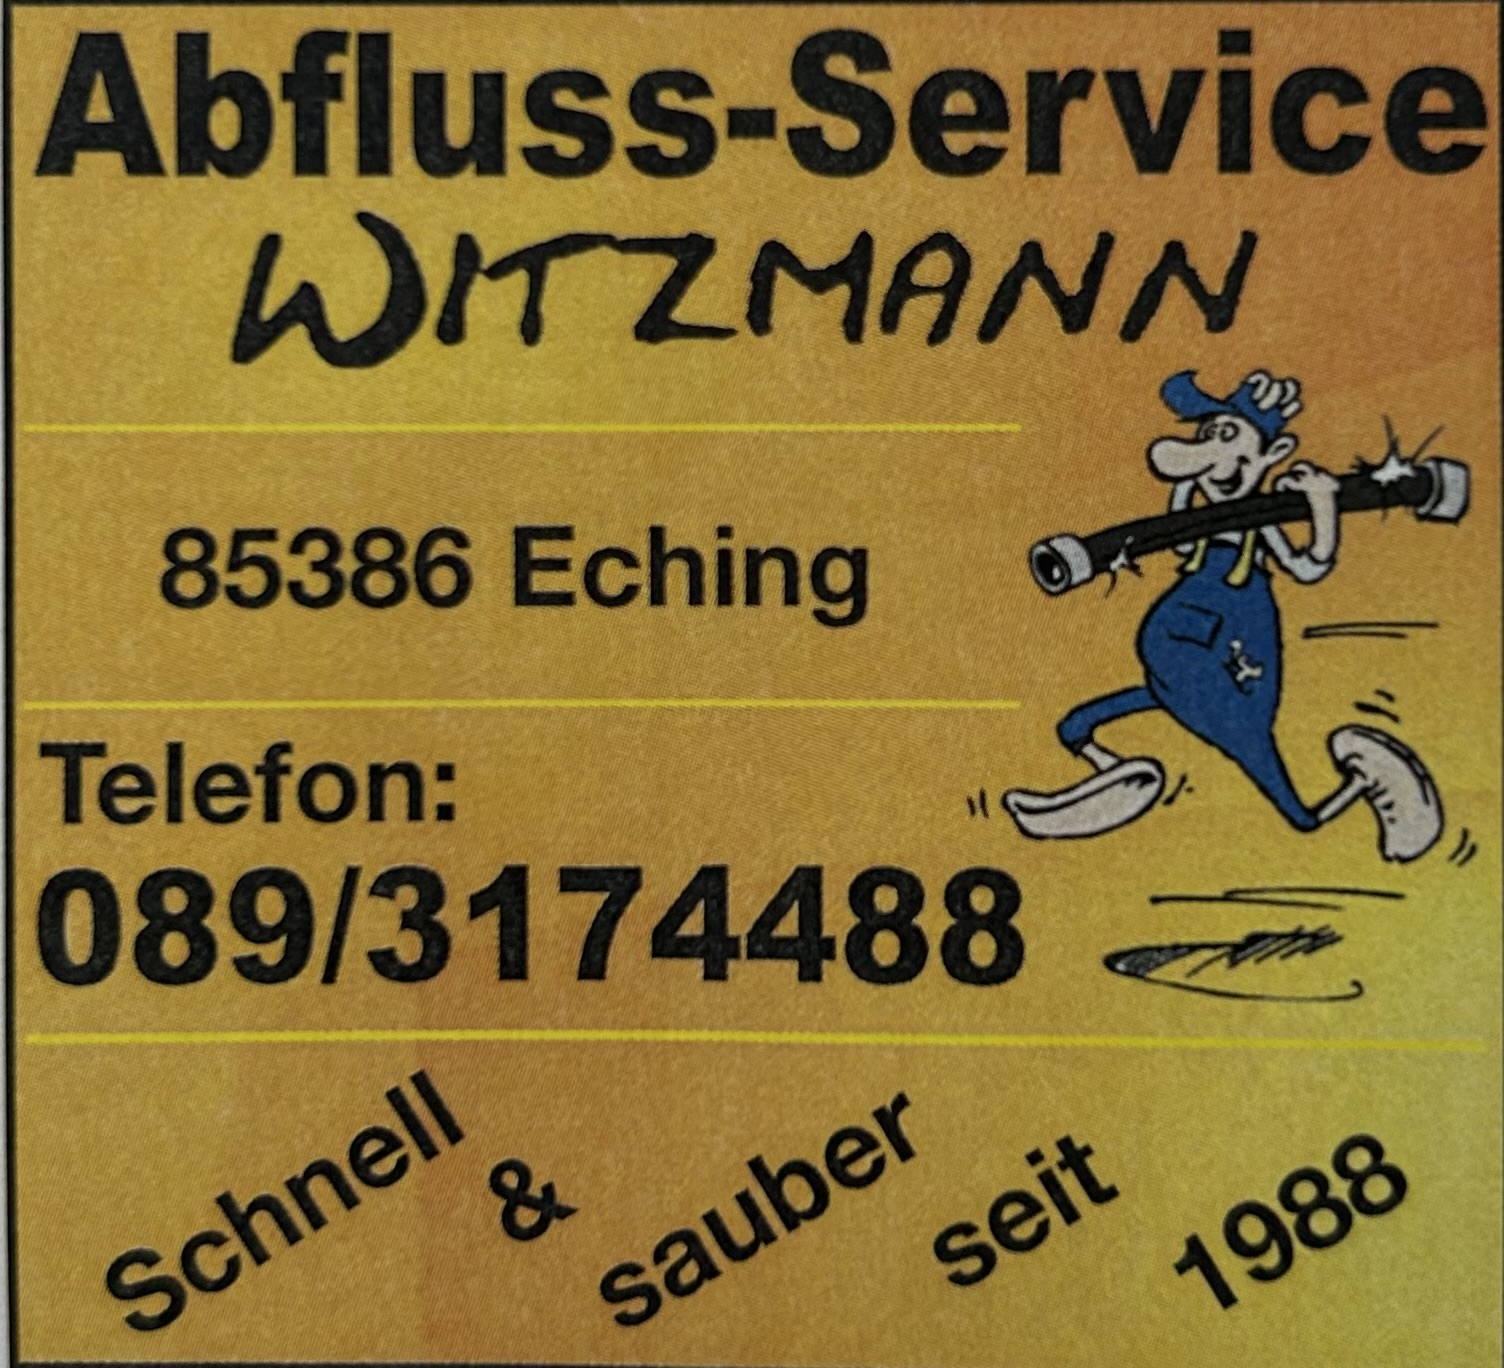 Abfluss-Service
WITZMANN
85386 Eching
Telefon:
089/3174488
Schnell & sauber seit 1988